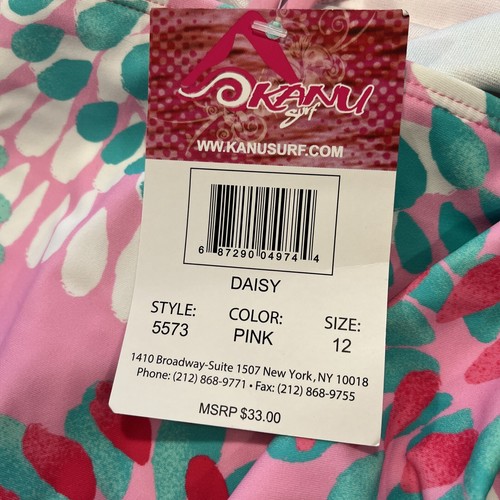 KANU
Surf
WWW.KANUSURF.COM
6 87290 04974 4
DAISY
STYLE: COLOR: SIZE:
5573 PINK 12
1410 Broadway-Suite 1507 New York, NY 10018
Phone: (212) 868-9771 • Fax: (212) 868-9755
MSRP $33.00